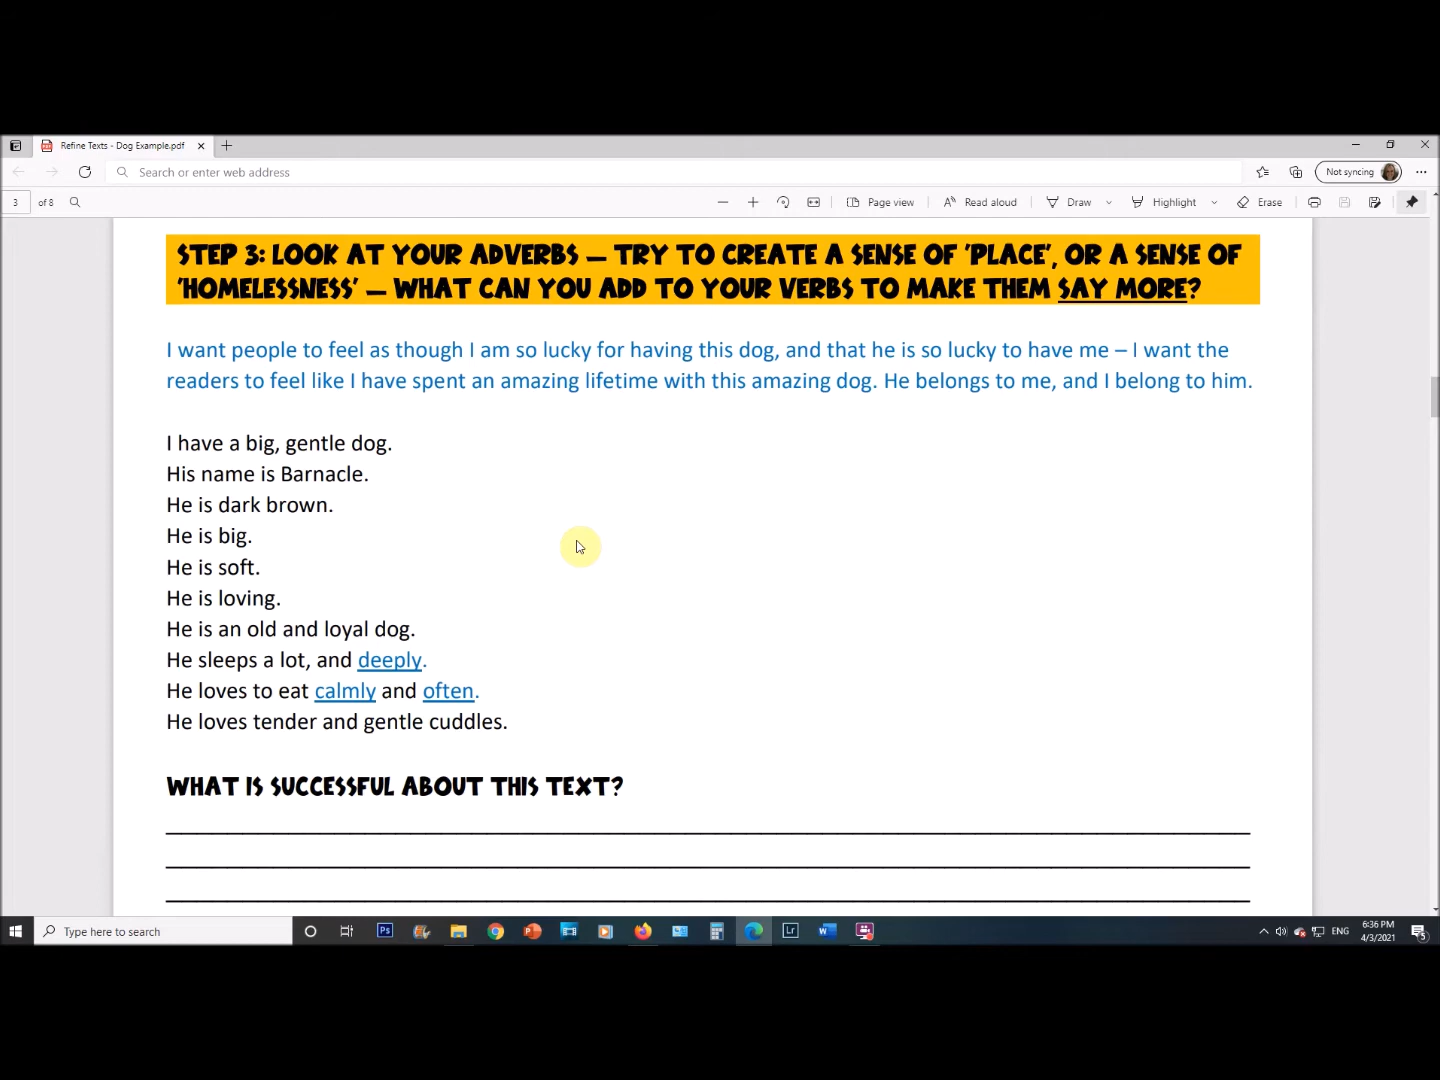 Refine Texts - Dog Example.pdf
Search or enter web address
Not syncing
3 of 8
Page view
Read aloud
Draw
Highlight
Erase
STEP 3: LOOK AT YOUR ADVERBS – TRY TO CREATE A SENSE OF 'PLACE', OR A SENSE OF
'HOMELESSNESS' – WHAT CAN YOU ADD TO YOUR VERBS TO MAKE THEM SAY MORE?
I want people to feel as though I am so lucky for having this dog, and that he is so lucky to have me – I want the
readers to feel like I have spent an amazing lifetime with this amazing dog. He belongs to me, and I belong to him.
I have a big, gentle dog.
His name is Barnacle.
He is dark brown.
He is big.
He is soft.
He is loving.
He is an old and loyal dog.
He sleeps a lot, and deeply.
He loves to eat calmly and often.
He loves tender and gentle cuddles.
WHAT IS SUCCESSFUL ABOUT THIS TEXT?
Type here to search
Ps
Lr
W
ENG
6:36 PM
4/3/2021
5